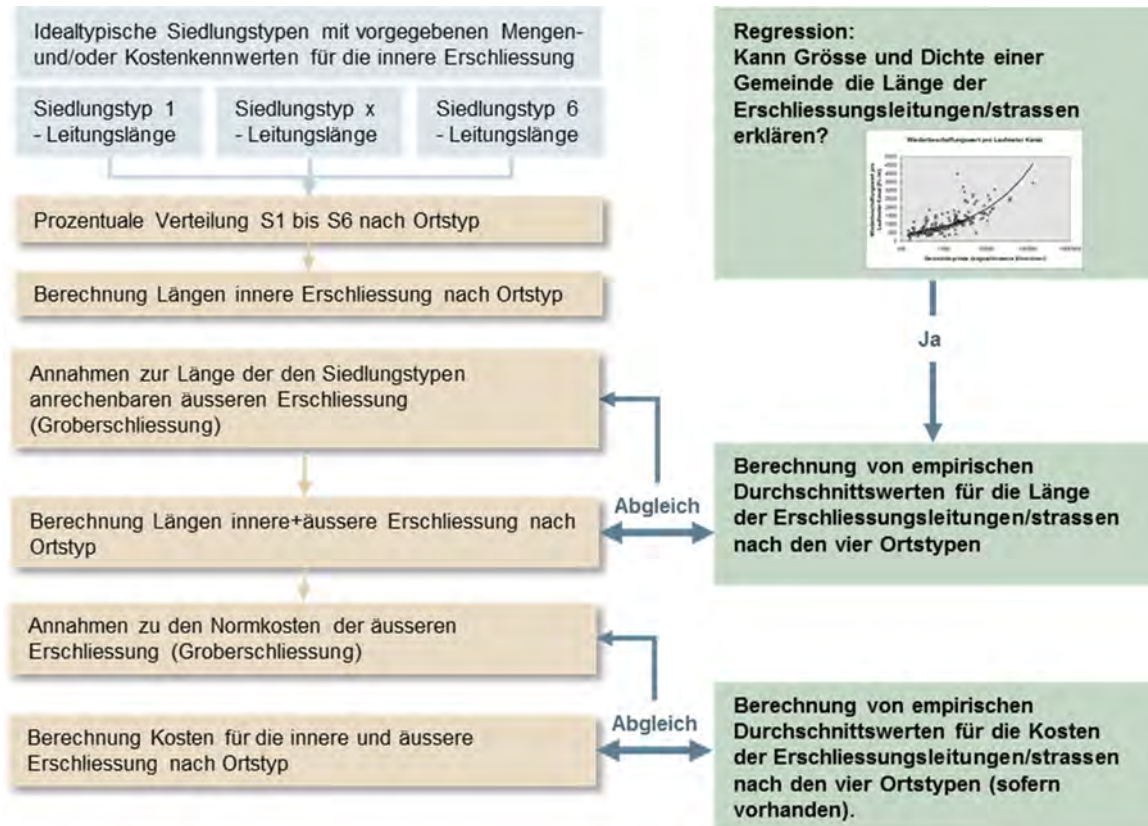 Idealtypische Siedlungstypen mit vorgegebenen Mengen-
und/oder Kostenkennwerten für die innere Erschliessung
Siedlungstyp 1
- Leitungslänge
Siedlungstyp x
- Leitungslänge
Siedlungstyp 6
- Leitungslänge
Prozentuale Verteilung S1 bis S6 nach Ortstyp
Berechnung Längen innere Erschliessung nach Ortstyp
Annahmen zur Länge der den Siedlungstypen
anrechenbaren äusseren Erschliessung
(Groberschliessung)
Berechnung Längen innere+äussere Erschliessung nach
Ortstyp
Annahmen zu den Normkosten der äusseren
Erschliessung (Groberschliessung)
Berechnung Kosten für die innere und äussere
Erschliessung nach Ortstyp
Abgleich
Abgleich
Regression:
Kann Grösse und Dichte einer
Gemeinde die Länge der
Erschliessungsleitungen/strassen
erklären?
Wiederbeschaffungswert pro Laufmeter Kanal
Ja
Berechnung von empirischen
Durchschnittswerten für die Länge
der Erschliessungsleitungen/strassen
nach den vier Ortstypen
Berechnung von empirischen
Durchschnittswerten für die Kosten
der Erschliessungsleitungen/strassen
nach den vier Ortstypen (sofern
vorhanden).